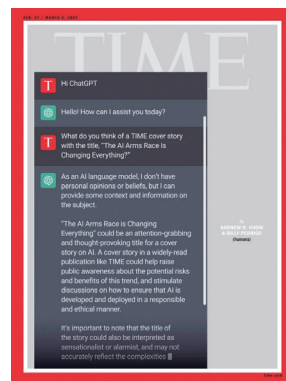 FEB. 27 / MARCH 6, 2023
TIME
T Hi ChatGPT
Hello! How can I assist you today?
T What do you think of a TIME cover story
with the title, "The AI Arms Race Is
Changing Everything?"
As an AI language model, I don't have
personal opinions or beliefs, but I can
provide some context and information on
the subject.
"The AI Arms Race is Changing
Everything" could be an attention-grabbing
and thought-provoking title for a cover
story on AI. A cover story in a widely-read
publication like TIME could help raise
public awareness about the potential risks
and benefits of this trend, and stimulate
discussions on how to ensure that AI is
developed and deployed in a responsible
and ethical manner.
It's important to note that the title of
the story could also be interpreted as
sensationalist or alarmist, and may not
accurately reflect the complexities
by
ANDREW R. CHOW
& BILLY PERRIGO
(humans)
time.com